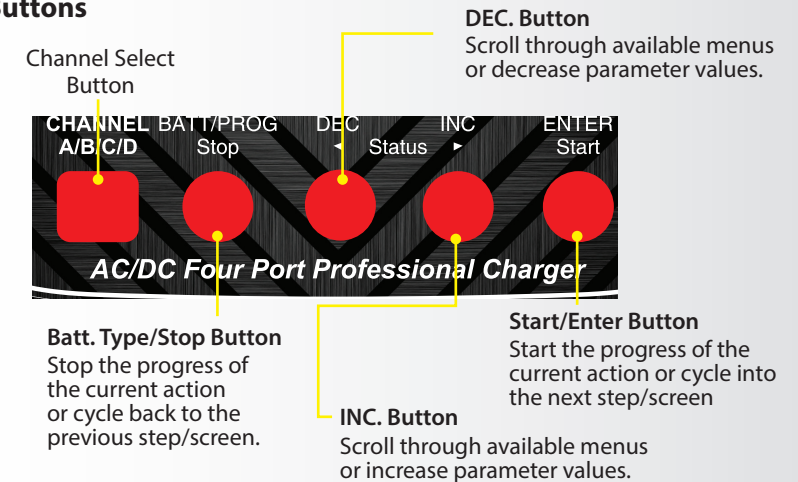 Buttons
DEC. Button
Scroll through available menus
or decrease parameter values.
Channel Select
Button
CHANNEL BATT/PROG DEC INC ENTER
A/B/C/D Stop ◄ Status ► Start
AC/DC Four Port Professional Charger
Batt. Type/Stop Button
Stop the progress of
the current action
or cycle back to the
previous step/screen.
INC. Button
Scroll through available menus
or increase parameter values.
Start/Enter Button
Start the progress of the
current action or cycle into
the next step/screen